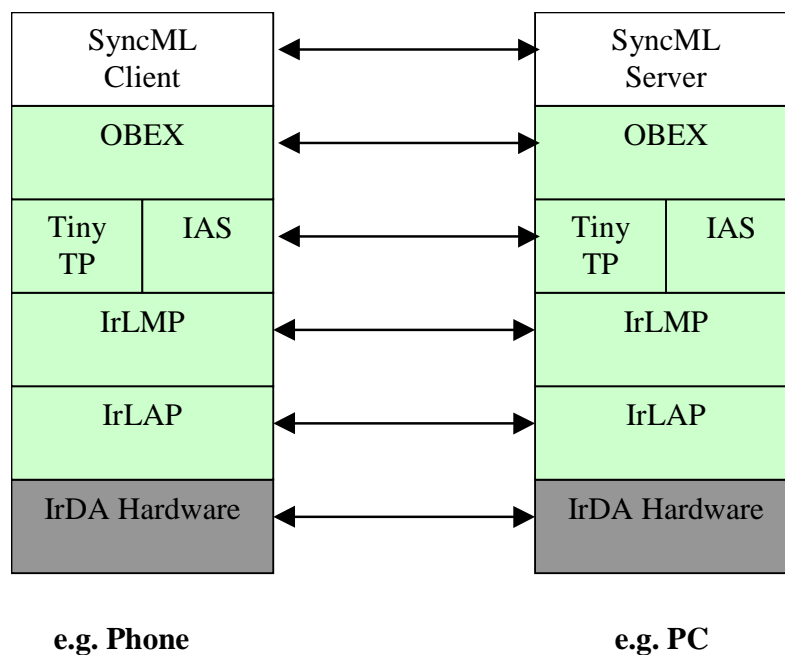 SyncML
Client
SyncML
Server
OBEX
OBEX
Tiny
TP
IAS
Tiny
TP
IAS
IrLMP
IrLMP
IrLAP
IrLAP
IrDA Hardware
IrDA Hardware
e.g. Phone
e.g. PC